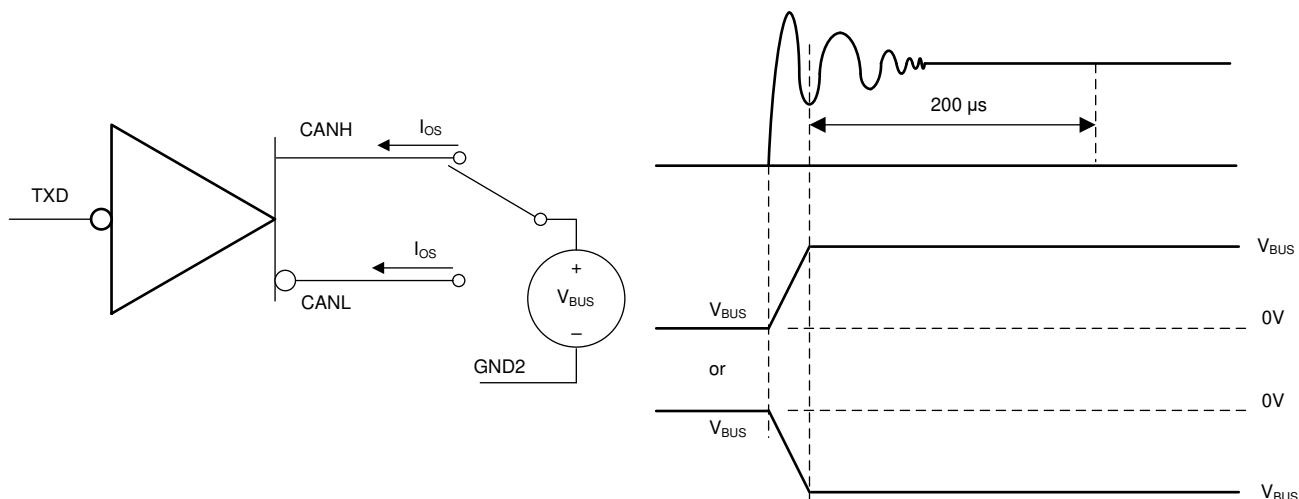 CANH
I_OS
TXD
I_OS
CANL
+
V_BUS
–
GND2
200 µs
V_BUS
V_BUS
0V
or
0V
V_BUS
V_BUS